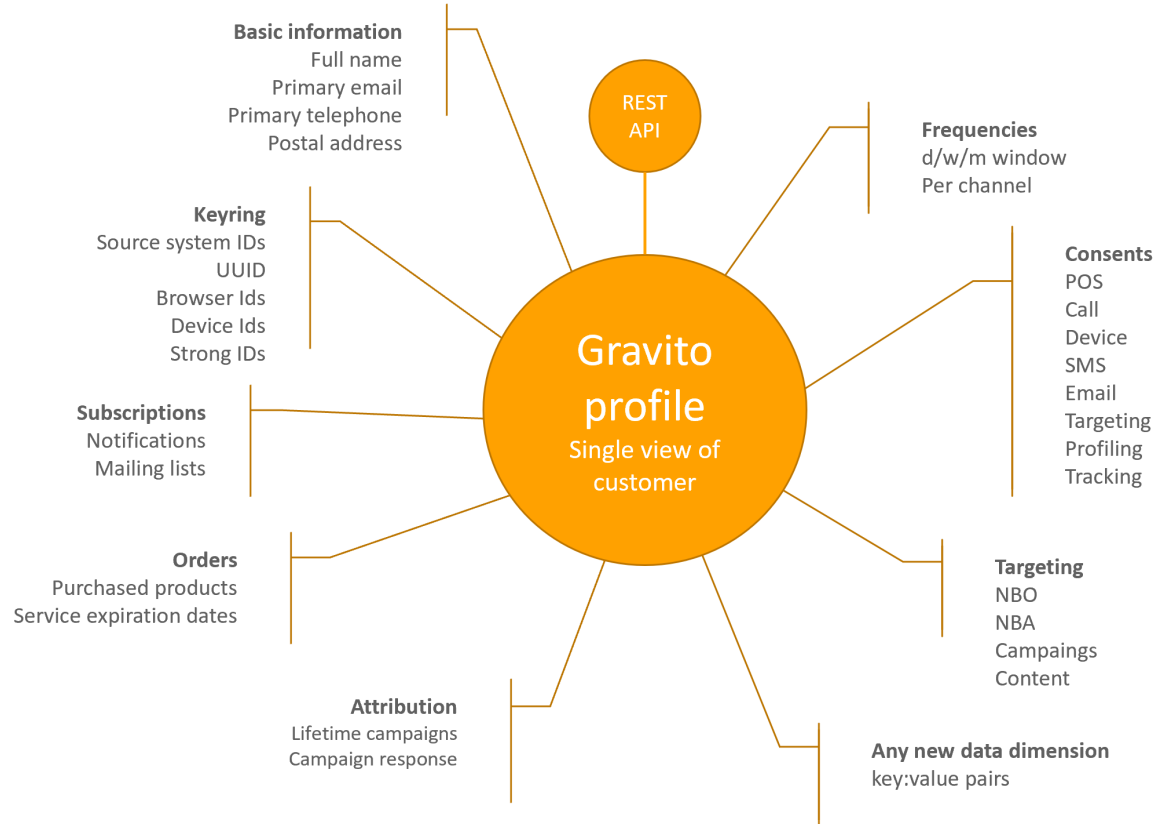 Basic information
Full name
Primary email
Primary telephone
Postal address
REST
API
Frequencies
d/w/m window
Per channel
Keyring
Source system IDs
UUID
Browser Ids
Device Ids
Strong IDs
Consents
POS
Call
Device
SMS
Email
Targeting
Profiling
Tracking
Gravito
profile
Single view of
customer
Subscriptions
Notifications
Mailing lists
Orders
Purchased products
Service expiration dates
Targeting
NBO
NBA
Campaings
Content
Attribution
Lifetime campaigns
Campaign response
Any new data dimension
key:value pairs